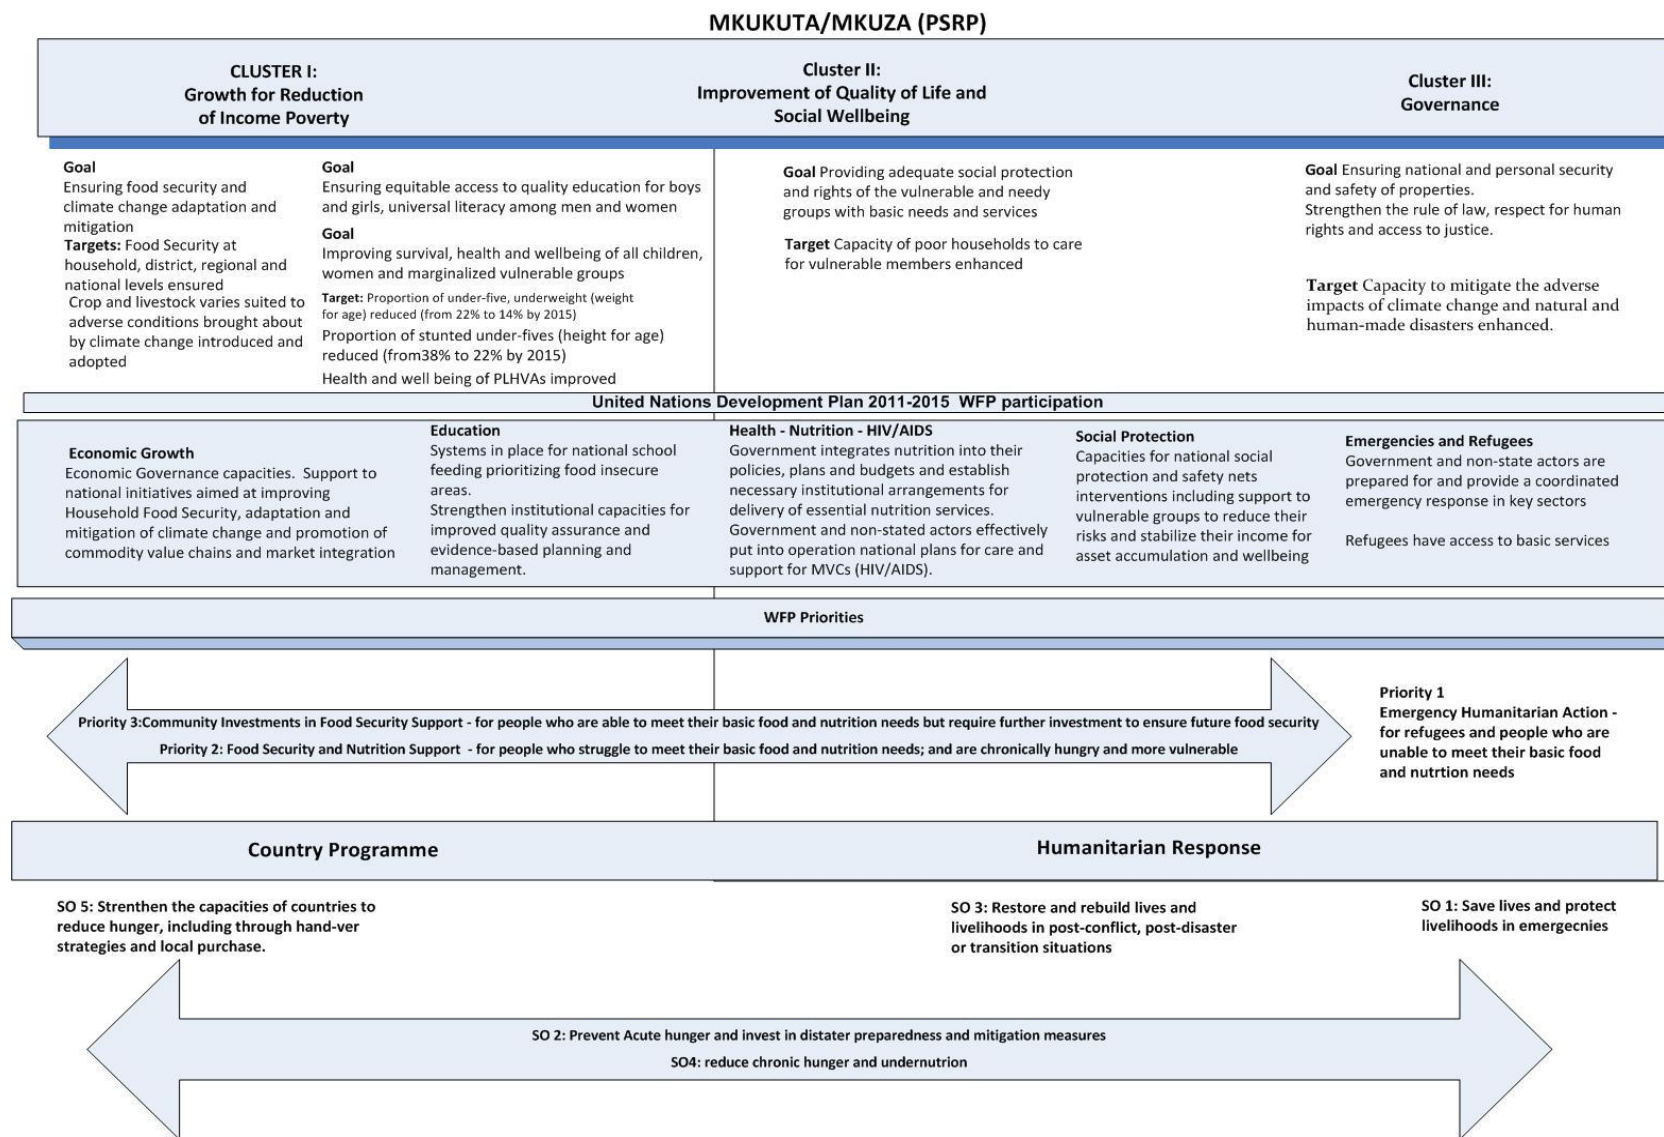 MKUKUTA/MKUZA (PSRP)
CLUSTER I:
Growth for Reduction
of Income Poverty
Cluster II:
Improvement of Quality of Life and
Social Wellbeing
Cluster III:
Governance
Goal
Ensuring food security and
climate change adaptation and
mitigation
Targets: Food Security at
household, district, regional and
national levels ensured
Crop and livestock varies suited to
adverse conditions brought about
by climate change introduced and
adopted
Goal
Ensuring equitable access to quality education for boys
and girls, universal literacy among men and women
Goal
Improving survival, health and wellbeing of all children,
women and marginalized vulnerable groups
Target: Proportion of under-five, underweight (weight
for age) reduced (from 22% to 14% by 2015)
Proportion of stunted under-fives (height for age)
reduced (from38% to 22% by 2015)
Health and well being of PLHVAs improved
Goal Providing adequate social protection
and rights of the vulnerable and needy
groups with basic needs and services
Target Capacity of poor households to care
for vulnerable members enhanced
Goal Ensuring national and personal security
and safety of properties.
Strengthen the rule of law, respect for human
rights and access to justice.
Target Capacity to mitigate the adverse
impacts of climate change and natural and
human-made disasters enhanced.
United Nations Development Plan 2011-2015 WFP participation
Economic Growth
Economic Governance capacities. Support to
national initiatives aimed at improving
Household Food Security, adaptation and
mitigation of climate change and promotion of
commodity value chains and market integration
Education
Systems in place for national school
feeding prioritizing food insecure
areas.
Strengthen institutional capacities for
improved quality assurance and
evidence-based planning and
management.
Health - Nutrition - HIV/AIDS
Government integrates nutrition into their
policies, plans and budgets and establish
necessary institutional arrangements for
delivery of essential nutrition services.
Government and non-stated actors effectively
put into operation national plans for care and
support for MVCs (HIV/AIDS).
Social Protection
Capacities for national social
protection and safety nets
interventions including support to
vulnerable groups to reduce their
risks and stabilize their income for
asset accumulation and wellbeing
Emergencies and Refugees
Government and non-state actors are
prepared for and provide a coordinated
emergency response in key sectors
Refugees have access to basic services
WFP Priorities
Priority 3:Community Investments in Food Security Support - for people who are able to meet their basic food and nutrition needs but require further investment to ensure future food security
Priority 2: Food Security and Nutrition Support - for people who struggle to meet their basic food and nutrition needs; and are chronically hungry and more vulnerable
Priority 1
Emergency Humanitarian Action -
for refugees and people who are
unable to meet their basic food
and nutrtion needs
Country Programme
Humanitarian Response
SO 5: Strenthen the capacities of countries to
reduce hunger, including through hand-ver
strategies and local purchase.
SO 3: Restore and rebuild lives and
livelihoods in post-conflict, post-disaster
or transition situations
SO 1: Save lives and protect
livelihoods in emergecnies
SO 2: Prevent Acute hunger and invest in distater preparedness and mitigation measures
SO4: reduce chronic hunger and undernutrion